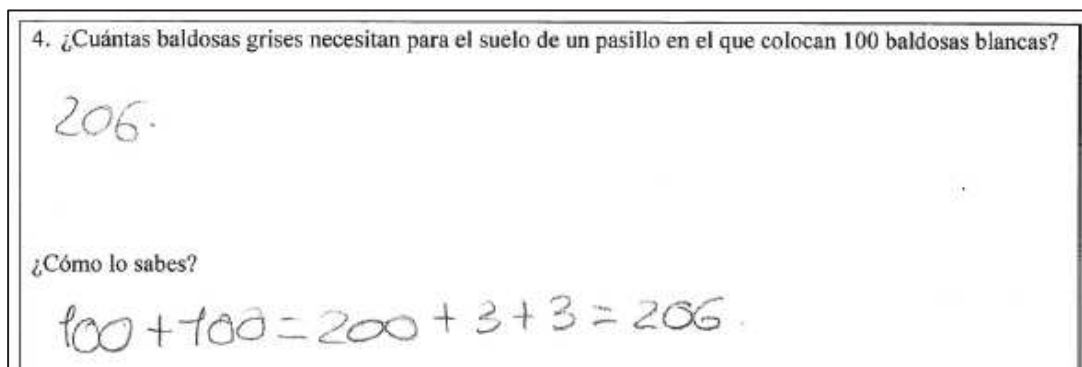 4. ¿Cuántas baldosas grises necesitan para el suelo de un pasillo en el que colocan 100 baldosas blancas?
206.
¿Cómo lo sabes?
100+100=200+3+3=206.